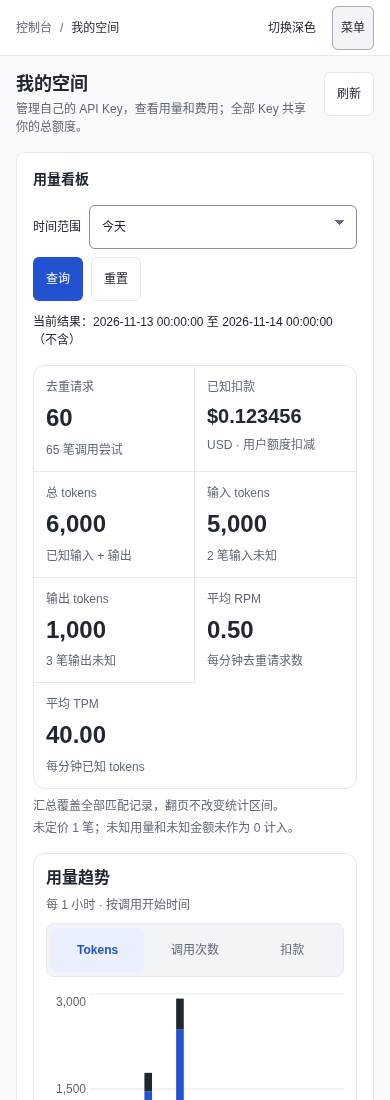 控制台 / 我的空间 切换深色 菜单
我的空间
管理自己的 API Key，查看用量和费用；全部 Key 共享
你的总额度。
刷新
用量看板
时间范围 今天
查询 重置
当前结果：2026-11-13 00:00:00 至 2026-11-14 00:00:00
（不含）
去重请求
60
65 笔调用尝试
已知扣款
$0.123456
USD · 用户额度扣减
总 tokens
6,000
已知输入 + 输出
输入 tokens
5,000
2 笔输入未知
输出 tokens
1,000
3 笔输出未知
平均 RPM
0.50
每分钟去重请求数
平均 TPM
40.00
每分钟已知 tokens
汇总覆盖全部匹配记录，翻页不改变统计区间。
未定价 1 笔；未知用量和未知金额未作为 0 计入。
用量趋势
每 1 小时 · 按调用开始时间
Tokens 调用次数 扣款
3,000
1,500